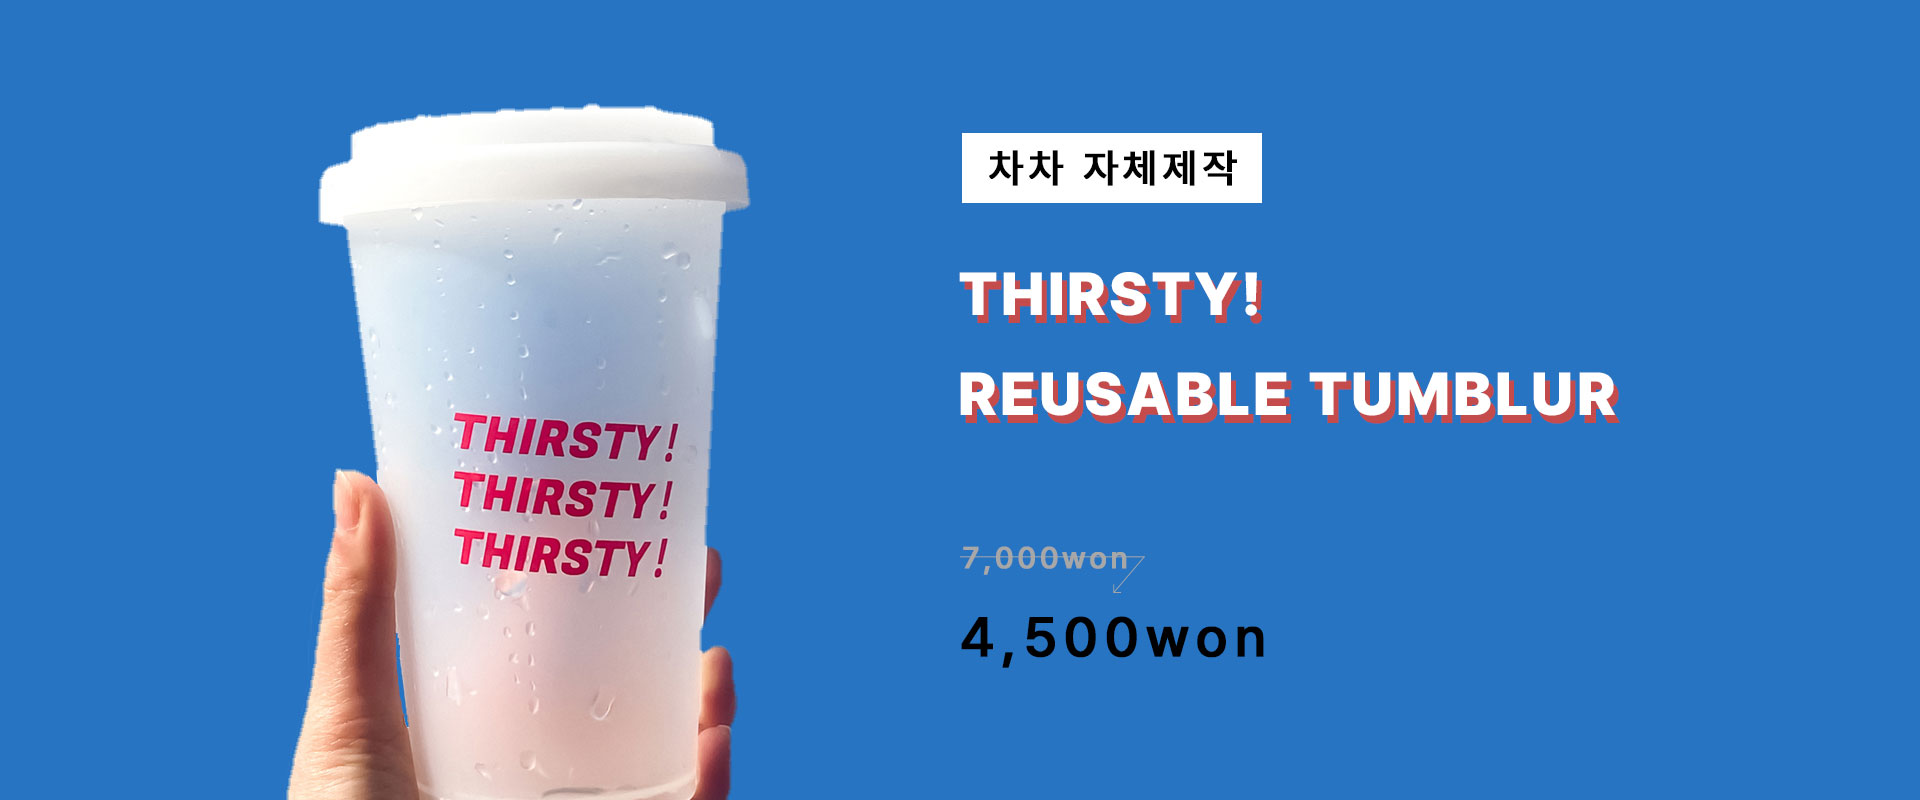 차차 자체제작
THIRSTY!
REUSABLE TUMBLUR
7,000won
4,500won
THIRSTY!
THIRSTY!
THIRSTY!